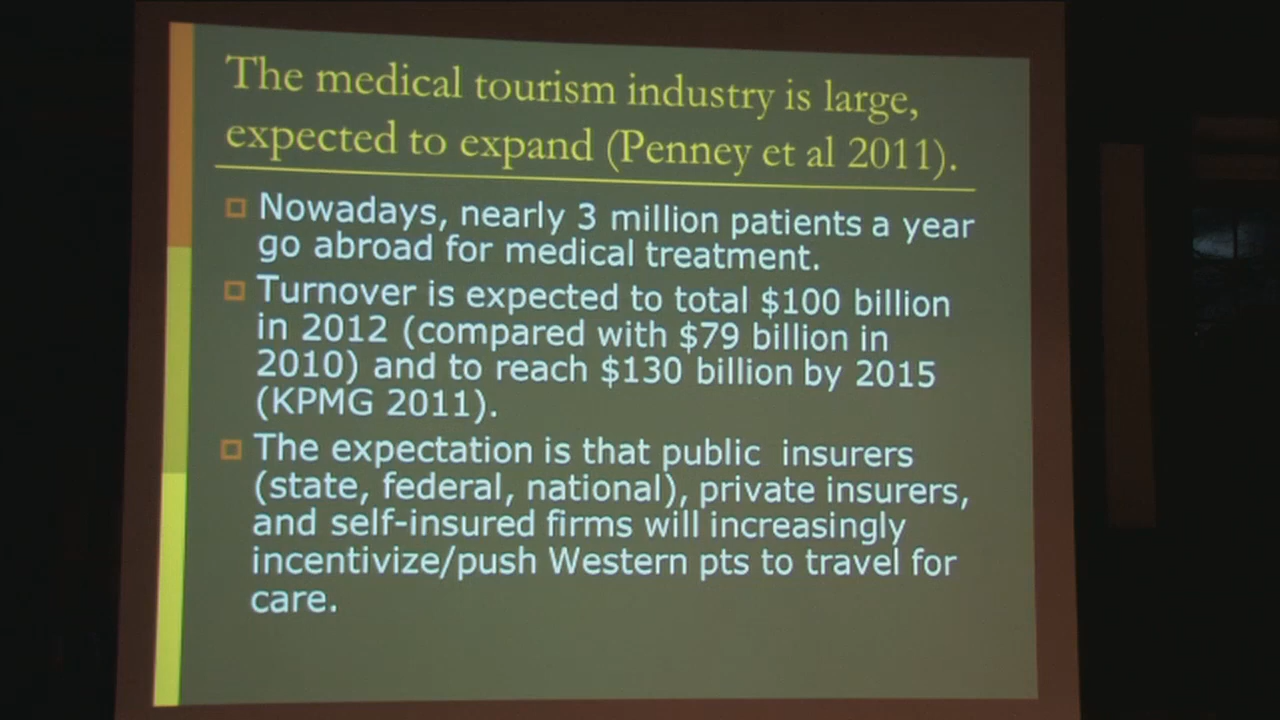 The medical tourism industry is large,
expected to expand (Penney et al 2011).
Nowadays, nearly 3 million patients a year
go abroad for medical treatment.
Turnover is expected to total $100 billion
in 2012 (compared with $79 billion in
2010) and to reach $130 billion by 2015
(KPMG 2011).
The expectation is that public insurers
(state, federal, national), private insurers,
and self-insured firms will increasingly
incentivize/push Western pts to travel for
care.